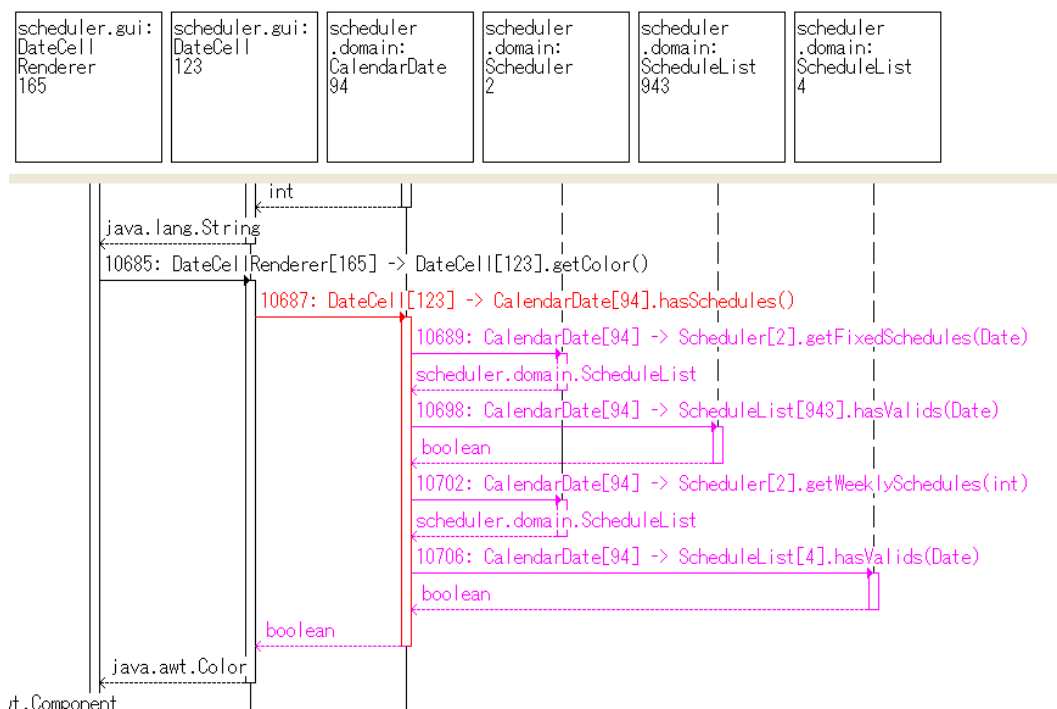 scheduler.gui:
DateCell
Renderer
165
scheduler.gui:
DateCell
123
scheduler
.domain:
CalendarDate
94
scheduler
.domain:
Scheduler
2
scheduler
.domain:
ScheduleList
943
scheduler
.domain:
ScheduleList
4
int
java.lang.String
10685: DateCellRenderer[165] -> DateCell[123].getColor()
10687: DateCell[123] -> CalendarDate[94].hasSchedules()
10689: CalendarDate[94] -> Scheduler[2].getFixedSchedules(Date)
scheduler.domain.ScheduleList
10698: CalendarDate[94] -> ScheduleList[943].hasValids(Date)
boolean
10702: CalendarDate[94] -> Scheduler[2].getWeeklySchedules(int)
scheduler.domain.ScheduleList
10706: CalendarDate[94] -> ScheduleList[4].hasValids(Date)
boolean
boolean
java.awt.Color
t.Component